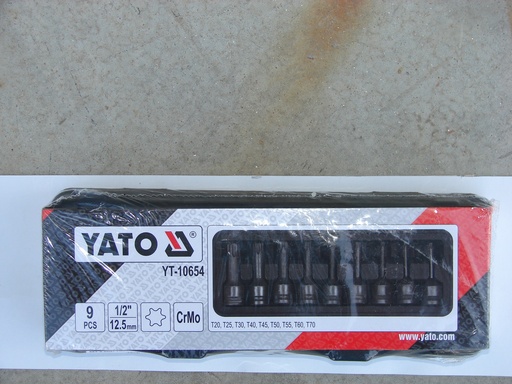 YATO ®
YT-10654
9
PCS
1/2"
12.5mm
CrMo
T20, T25, T30, T40, T45, T50, T55, T60, T70
www.yato.com